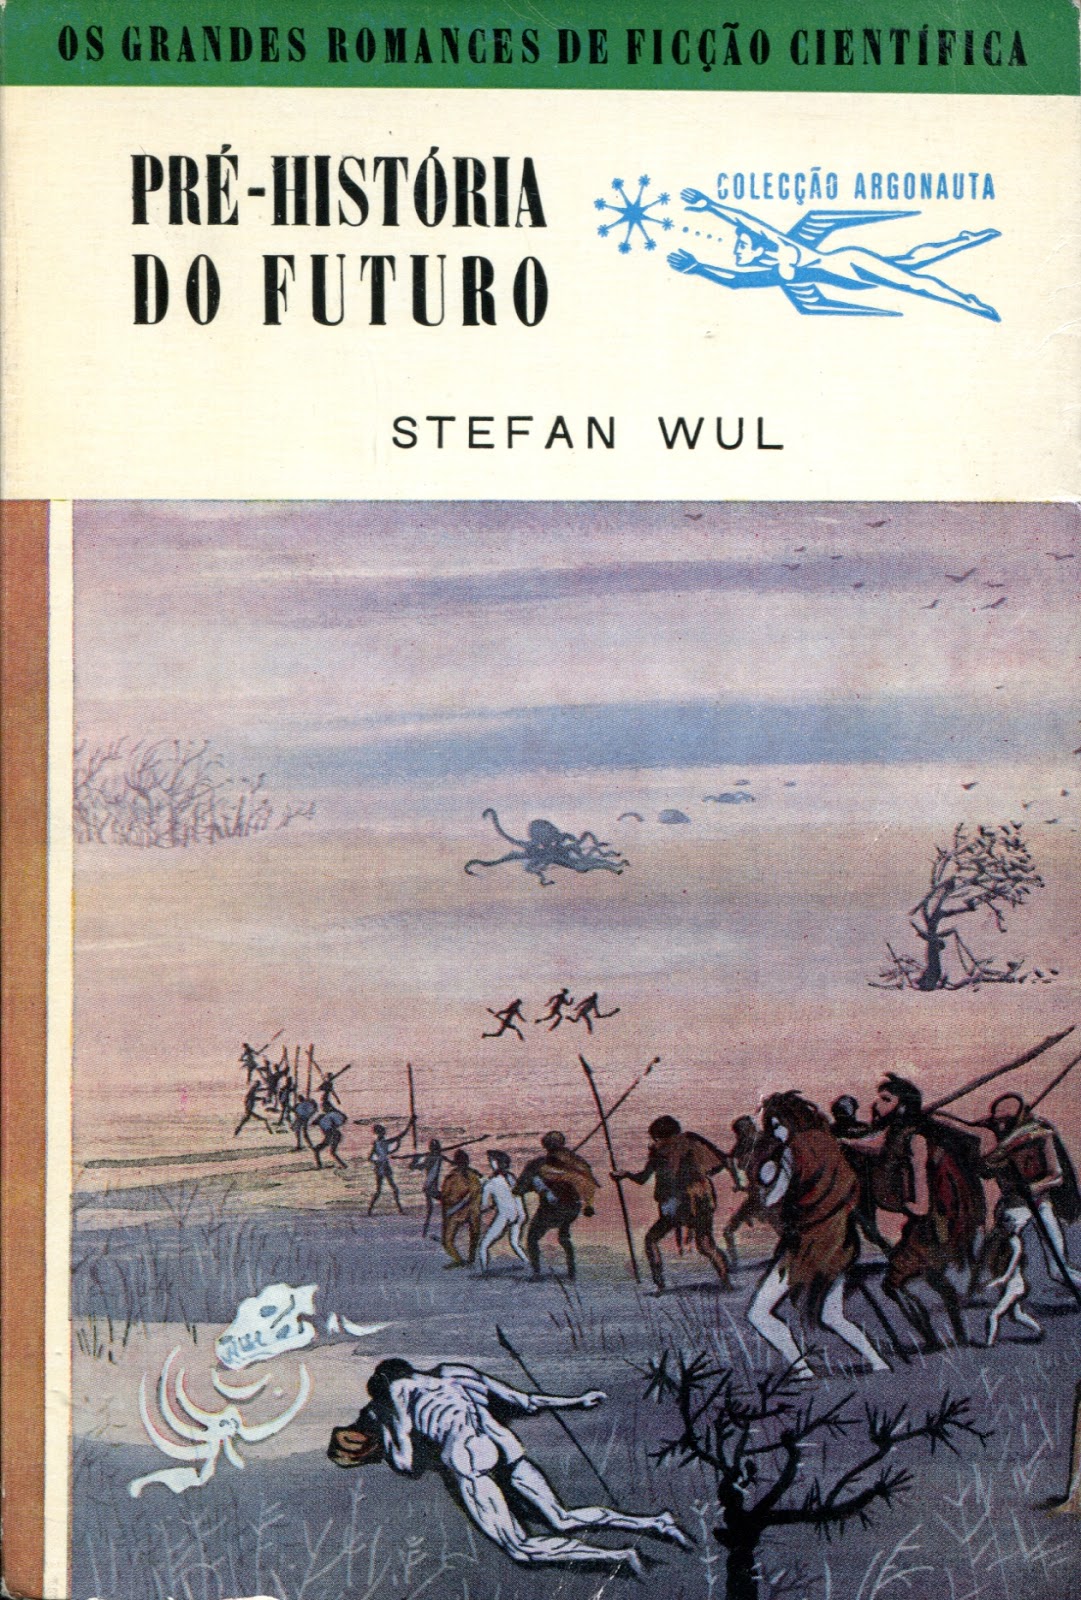 OS GRANDES ROMANCES DE FICÇÃO CIENTÍFICA
PRÉ-HISTÓRIA
DO FUTURO
COLECÇÃO ARGONAUTA
STEFAN WUL